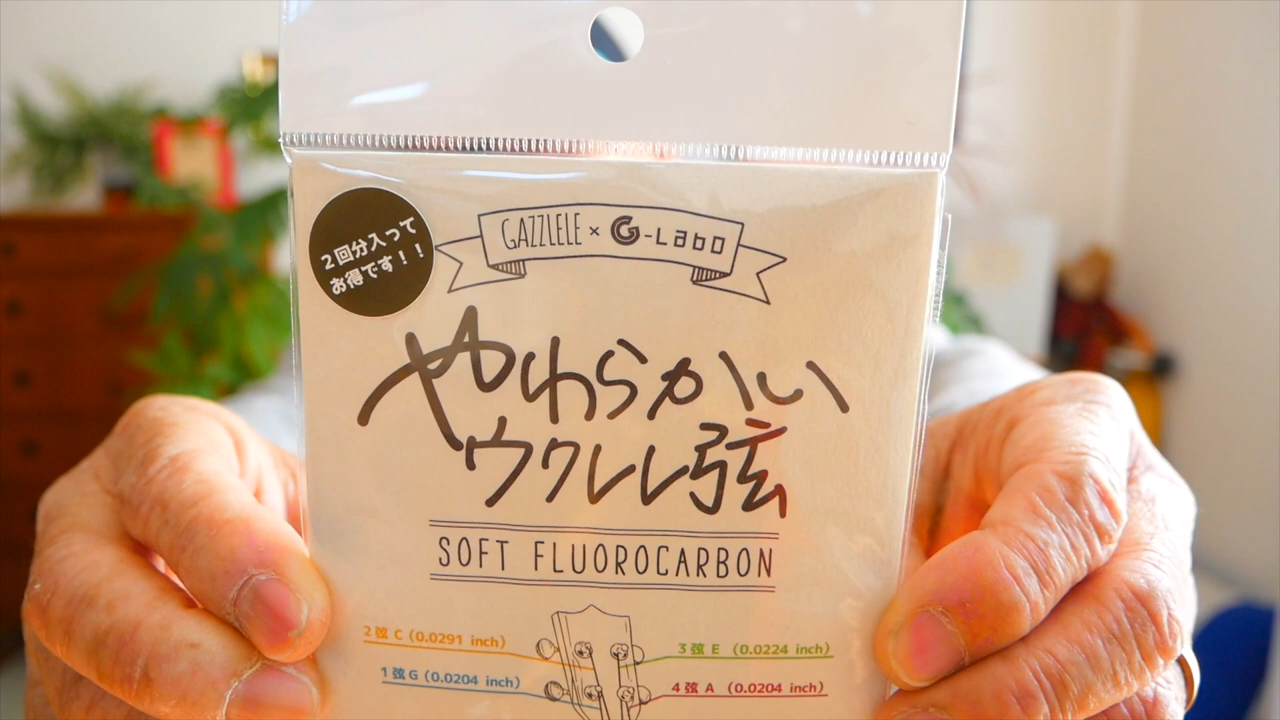 2回分入って
お得です！！
GAZZLELE × G-Labo
やわらかい
ウクレレ弦
SOFT FLUOROCARBON
2弦 C (0.0291 inch)
3弦 E (0.0224 inch)
1弦 G (0.0204 inch)
4弦 A (0.0204 inch)